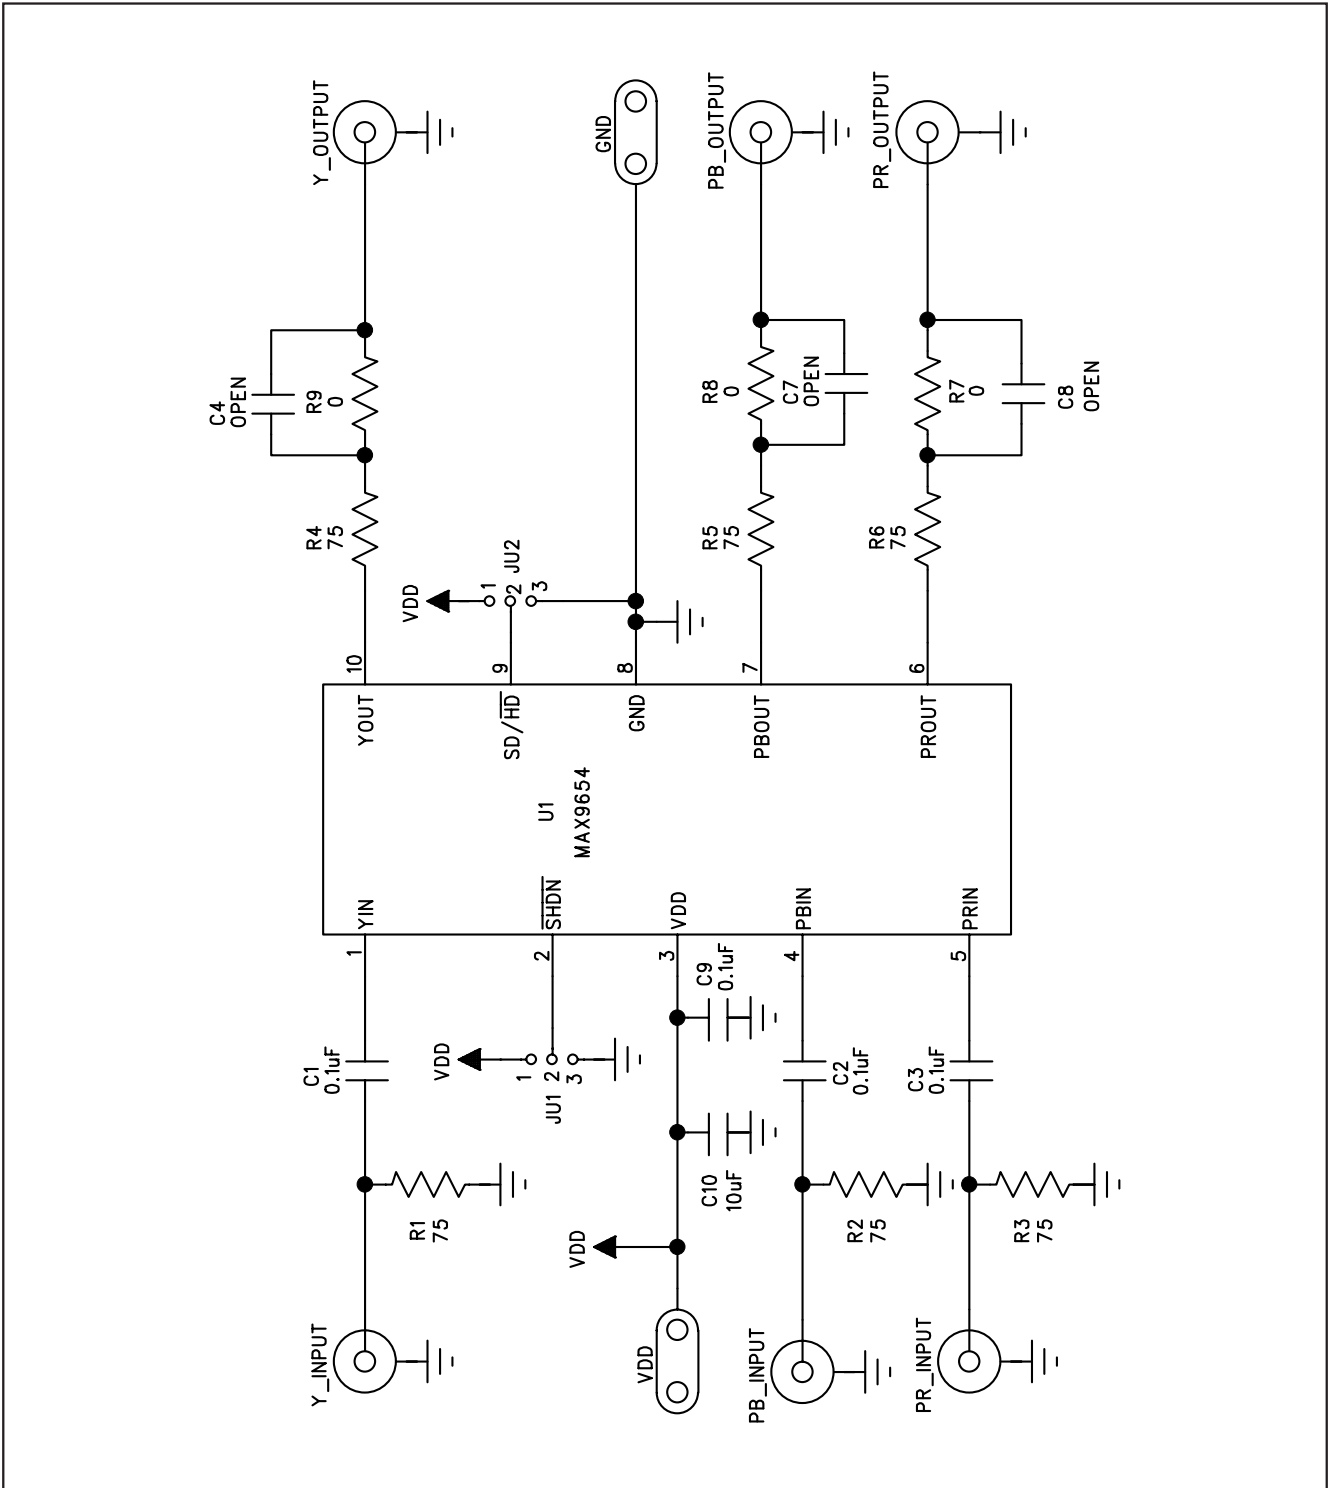 Y_INPUT
R1
75
C1
0.1uF
1
YIN
VDD
1
2
3
JU1
2
SHDN
VDD
VDD
C10
10uF
C9
0.1uF
3
VDD
PB_INPUT
R2
75
C2
0.1uF
4
PBIN
PR_INPUT
R3
75
C3
0.1uF
5
PRIN
U1
MAX9654
YOUT
10
R4
75
C4
OPEN
R9
0
Y_OUTPUT
SD/HD
9
VDD
1
2
3
JU2
GND
8
GND
PBOUT
7
R5
75
R8
0
C7
OPEN
PB_OUTPUT
PROUT
6
R6
75
R7
0
C8
OPEN
PR_OUTPUT